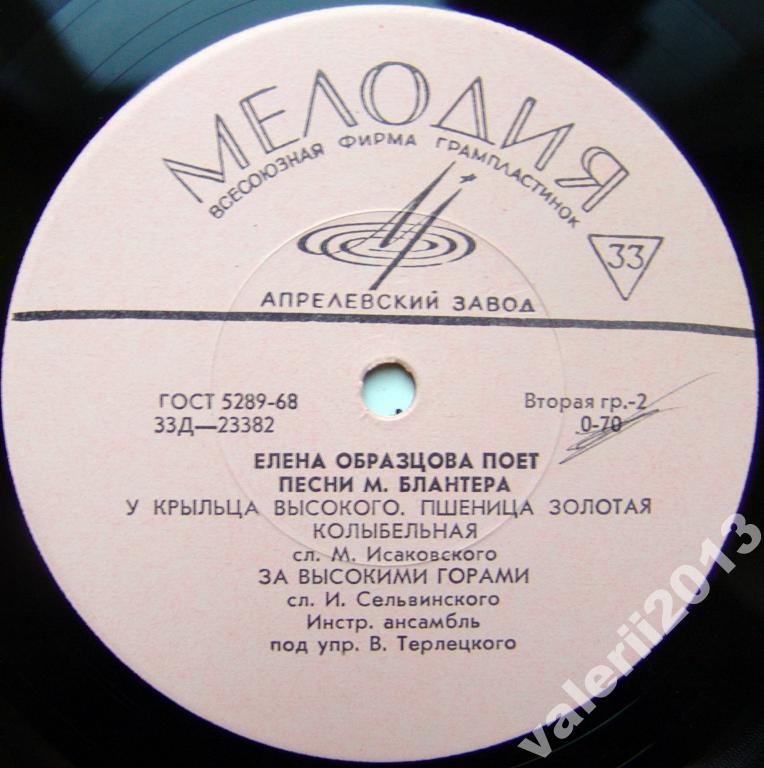 МЕЛОДИЯ
ВСЕСОЮЗНАЯ ФИРМА ГРАМПЛАСТИНОК
33
АПРЕЛЕВСКИЙ ЗАВОД
ГОСТ 5289-68
33Д—23382
Вторая гр.-2
0-70
ЕЛЕНА ОБРАЗЦОВА ПОЕТ
ПЕСНИ М. БЛАНТЕРА
У КРЫЛЬЦА ВЫСОКОГО. ПШЕНИЦА ЗОЛОТАЯ
КОЛЫБЕЛЬНАЯ
сл. М. Исаковского
ЗА ВЫСОКИМИ ГОРАМИ
сл. И. Сельвинского
Инстр. ансамбль
под упр. В. Терлецкого
valerii2013